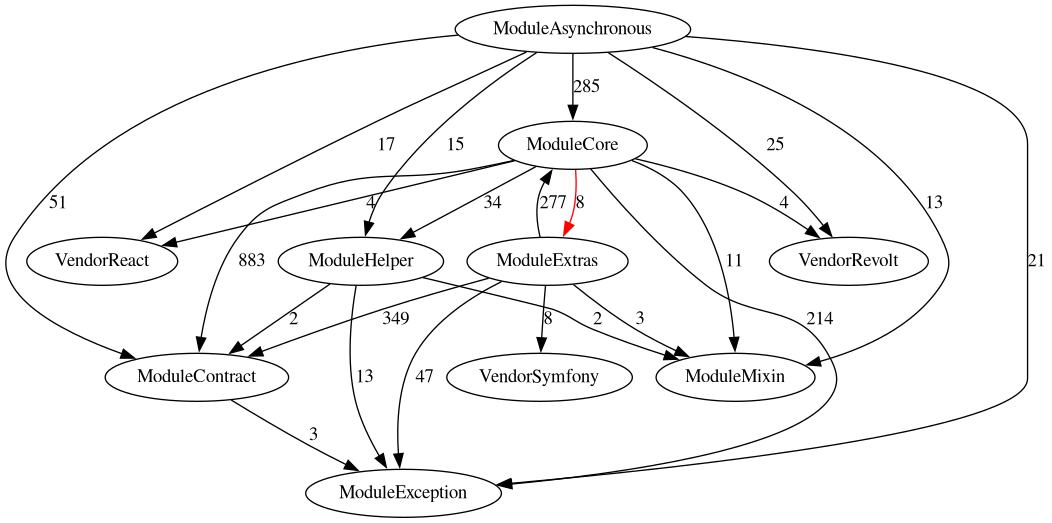 ModuleAsynchronous
285
ModuleCore
17
15
25
51
4
34
277
8
4
13
VendorReact
ModuleHelper
ModuleExtras
VendorRevolt
883
11
21
2
349
8
2
3
214
ModuleContract
13
47
VendorSymfony
ModuleMixin
3
ModuleException